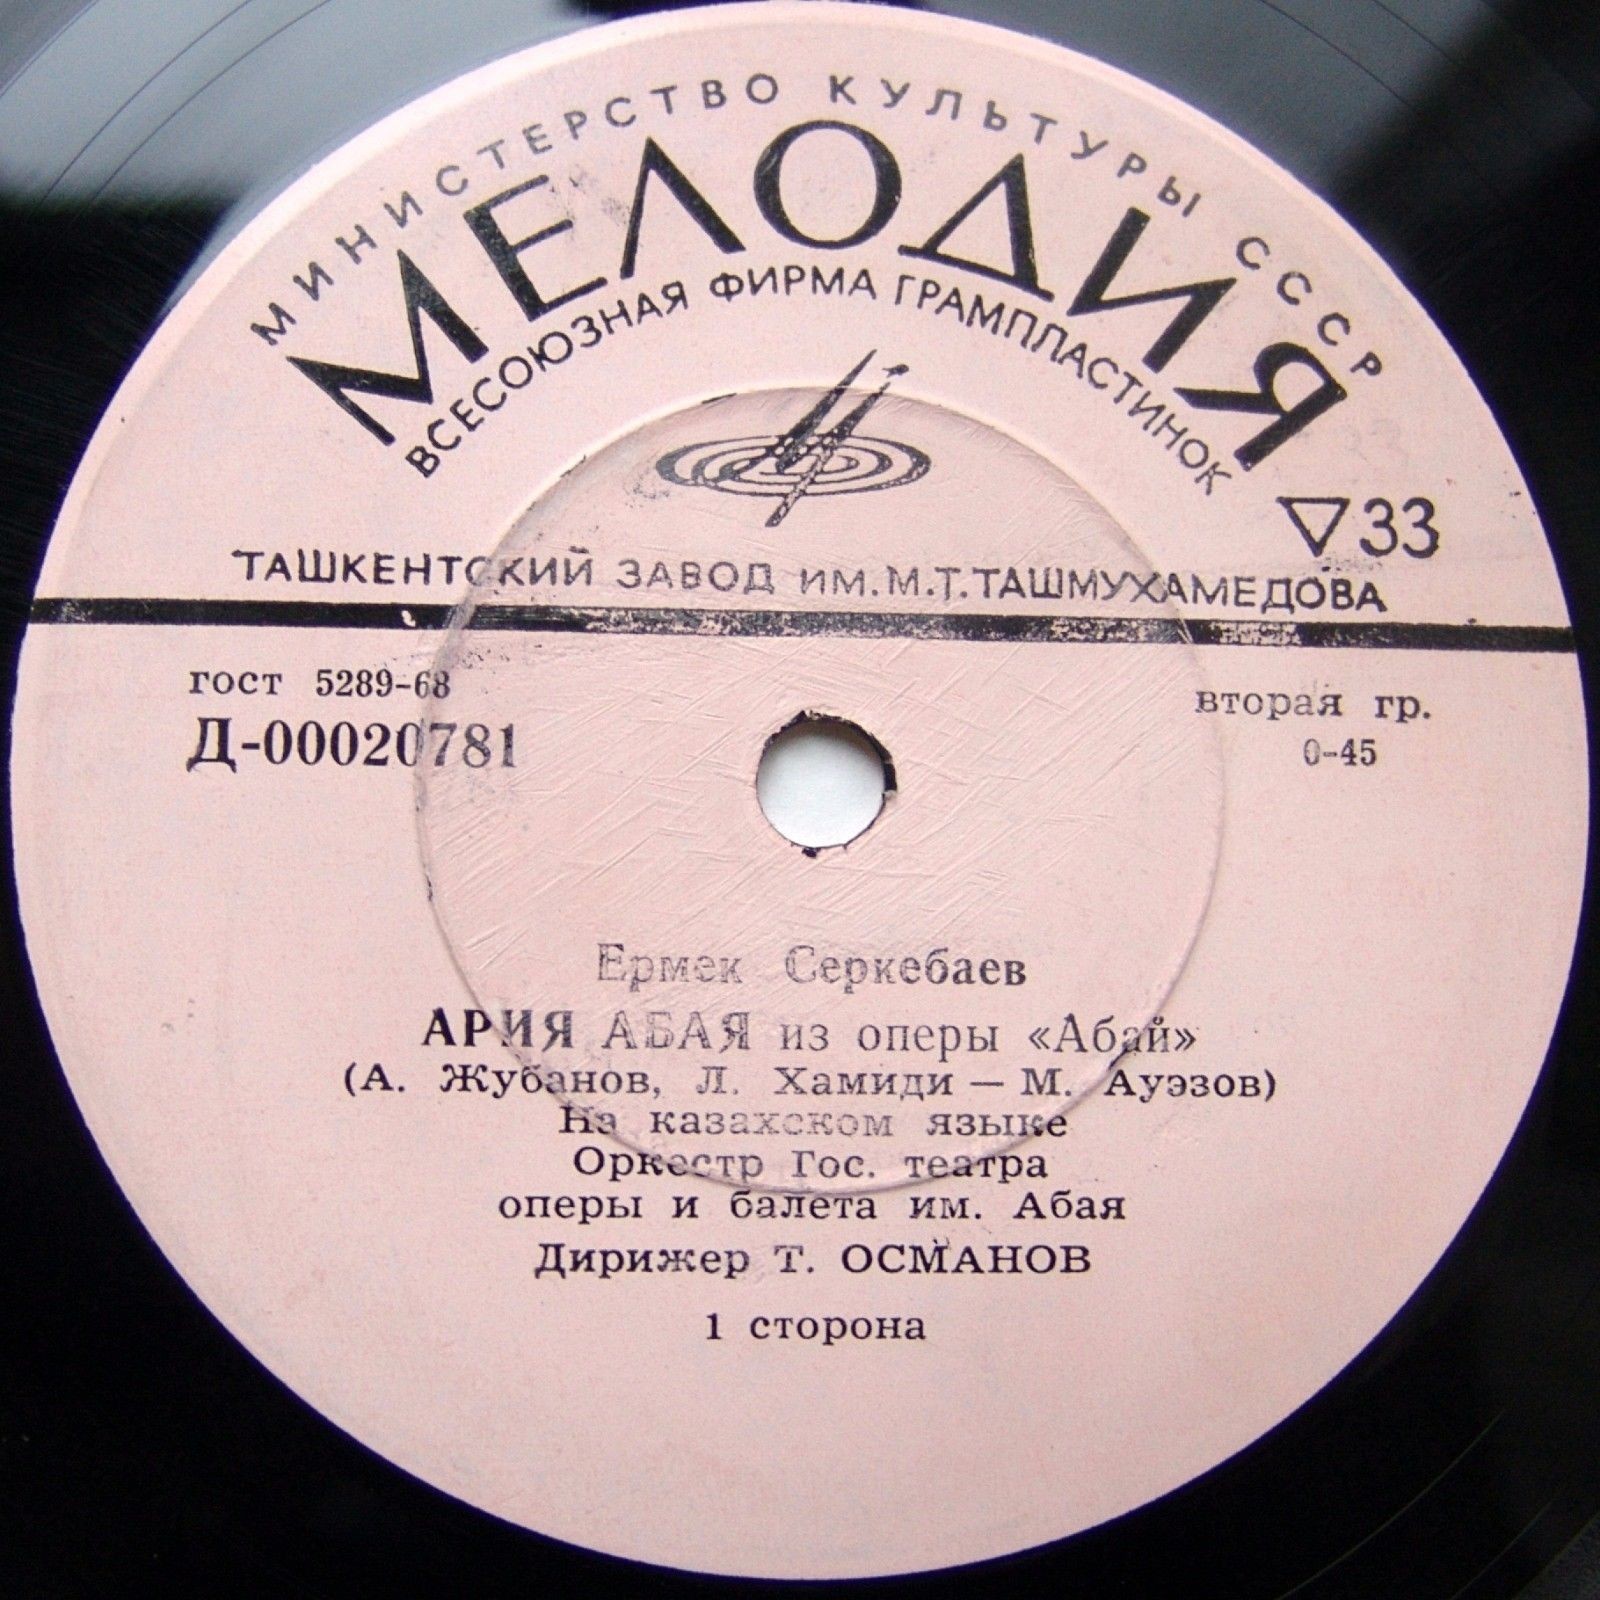 МИНИСТЕРСТВО КУЛЬТУРЫ СССР
МЕЛОДИЯ
ВСЕСОЮЗНАЯ ФИРМА ГРАМПЛАСТИНОК
▽33
ТАШКЕНТСКИЙ ЗАВОД ИМ.М.Т.ТАШМУХАМЕДОВА
гост 5289-68
вторая гр.
Д-00020781
0-45
Ермек Серкебаев
АРИЯ АБАЯ из оперы «Абай»
(А. Жубанов, Л. Хамиди — М. Ауэзов)
На казахском языке
Оркестр Гос. театра
оперы и балета им. Абая
Дирижер Т. ОСМАНОВ
1 сторона